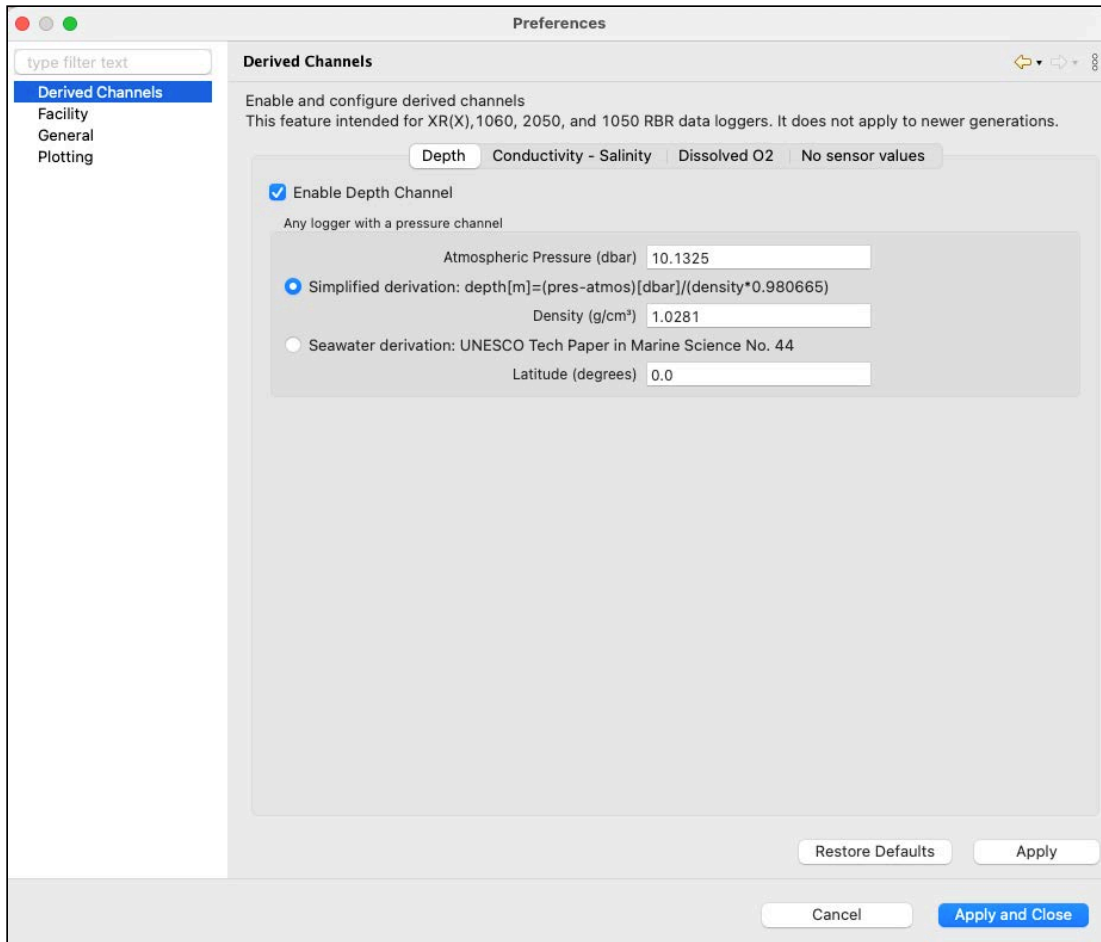 Preferences
type filter text
Derived Channels
Derived Channels
Facility
General
Plotting
Enable and configure derived channels
This feature intended for XR(X),1060, 2050, and 1050 RBR data loggers. It does not apply to newer generations.
Depth Conductivity - Salinity Dissolved O2 No sensor values
Enable Depth Channel
Any logger with a pressure channel
Atmospheric Pressure (dbar) 10.1325
Simplified derivation: depth[m]=(pres-atmos)[dbar]/(density*0.980665)
Density (g/cm³) 1.0281
Seawater derivation: UNESCO Tech Paper in Marine Science No. 44
Latitude (degrees) 0.0
Restore Defaults Apply
Cancel Apply and Close